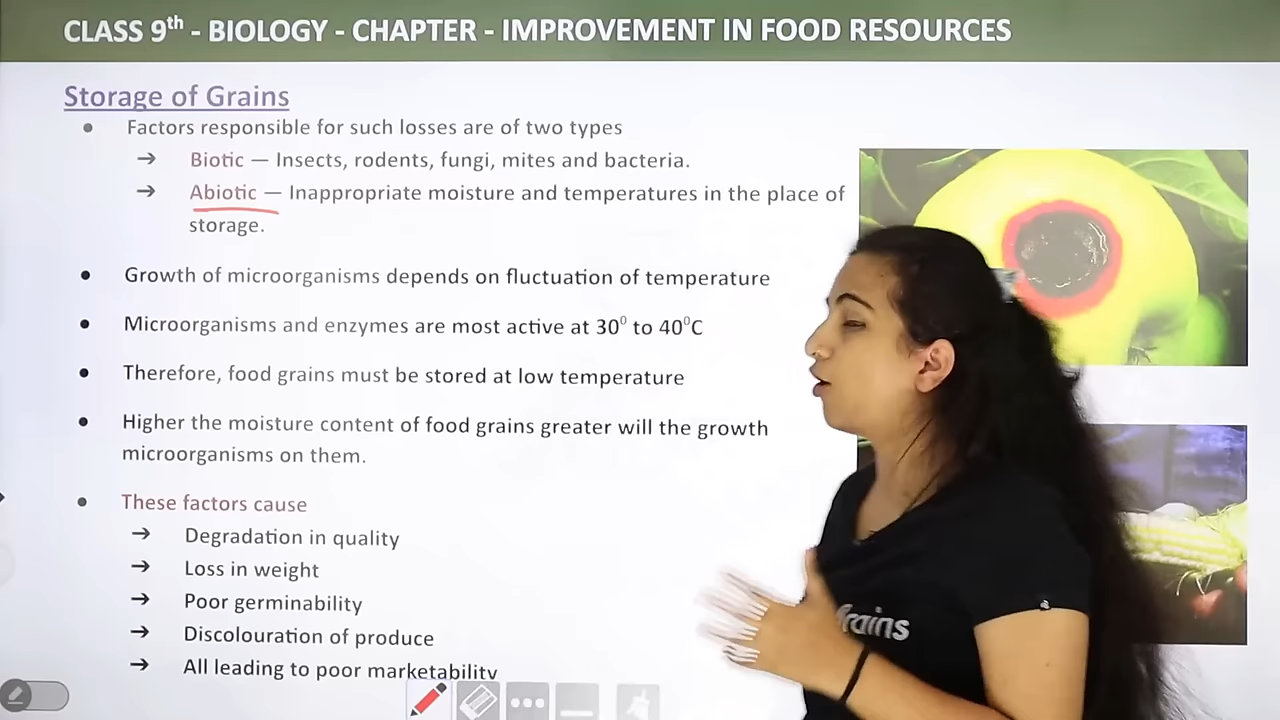 CLASS 9th - BIOLOGY - CHAPTER - IMPROVEMENT IN FOOD RESOURCES
Storage of Grains
• Factors responsible for such losses are of two types
➔ Biotic — Insects, rodents, fungi, mites and bacteria.
➔ Abiotic — Inappropriate moisture and temperatures in the place of
storage.
• Growth of microorganisms depends on fluctuation of temperature
• Microorganisms and enzymes are most active at 30⁰ to 40⁰C
• Therefore, food grains must be stored at low temperature
• Higher the moisture content of food grains greater will the growth
microorganisms on them.
• These factors cause
➔ Degradation in quality
➔ Loss in weight
➔ Poor germinability
➔ Discolouration of produce
➔ All leading to poor marketability